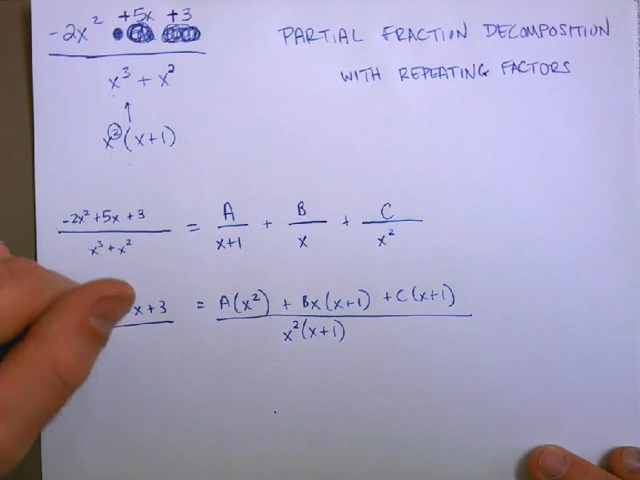 +5x +3
-2x²
x³ + x²
x²(x+1)
PARTIAL FRACTION DECOMPOSITION
WITH REPEATING FACTORS
-2x² +5x +3 / x³ + x² = A / x+1 + B / x + C / x²
x +3 = A(x²) + Bx(x+1) + C(x+1) / x²(x+1)